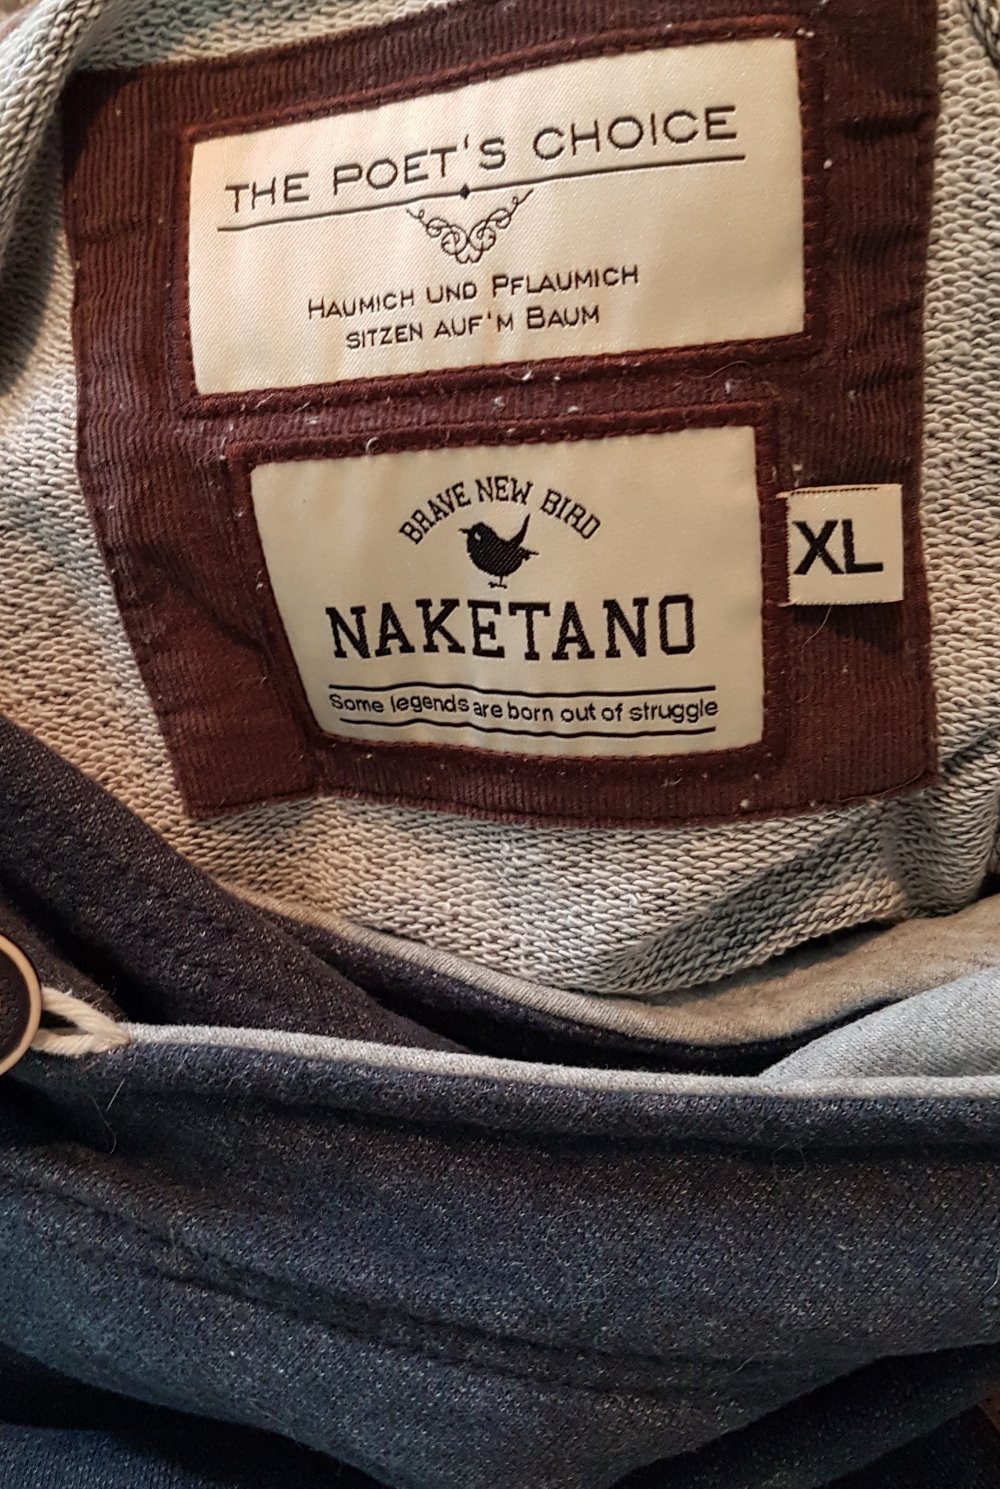 THE POET'S CHOICE
HAUMICH UND PFLAUMICH
SITZEN AUF'M BAUM
BRAVE NEW BIRD
NAKETANO
Some legends are born out of struggle
XL